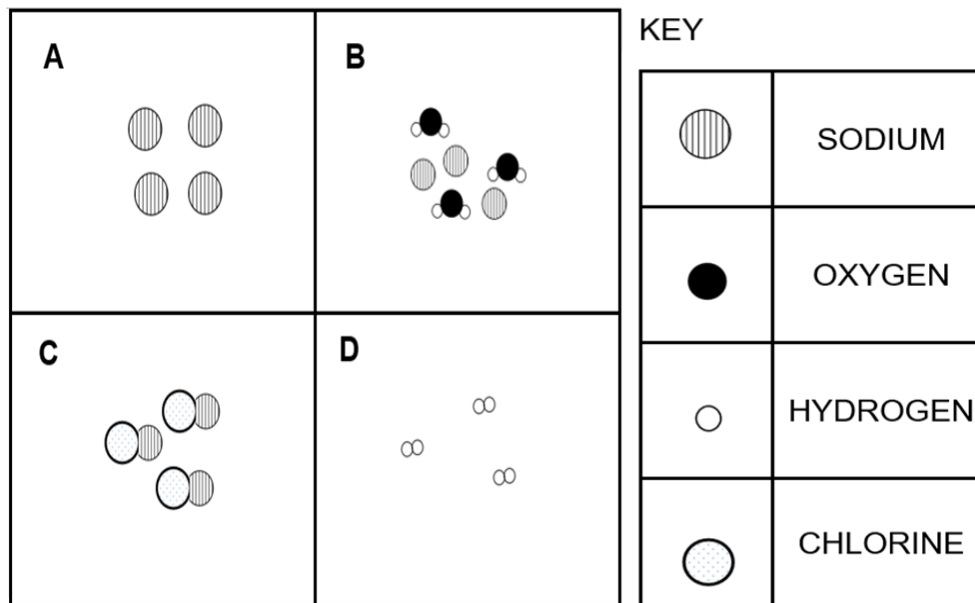 KEY
A
B
SODIUM
OXYGEN
C
D
HYDROGEN
CHLORINE